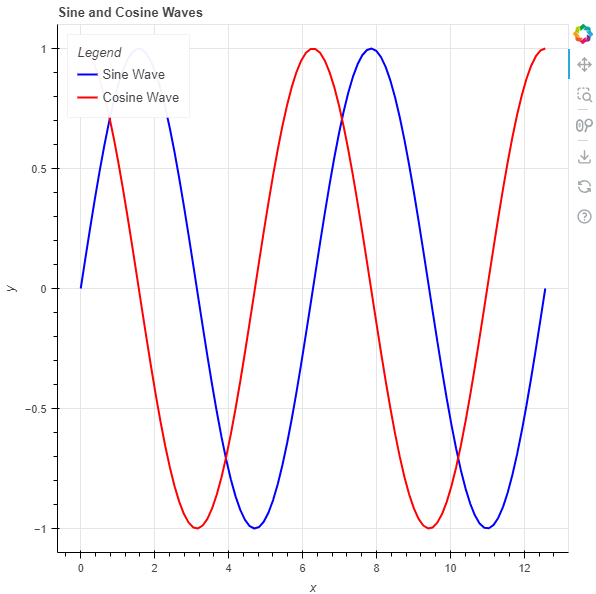 Sine and Cosine Waves
Legend
Sine Wave
Cosine Wave
1
0.5
0
−0.5
−1
y
0 2 4 6 8 10 12
x